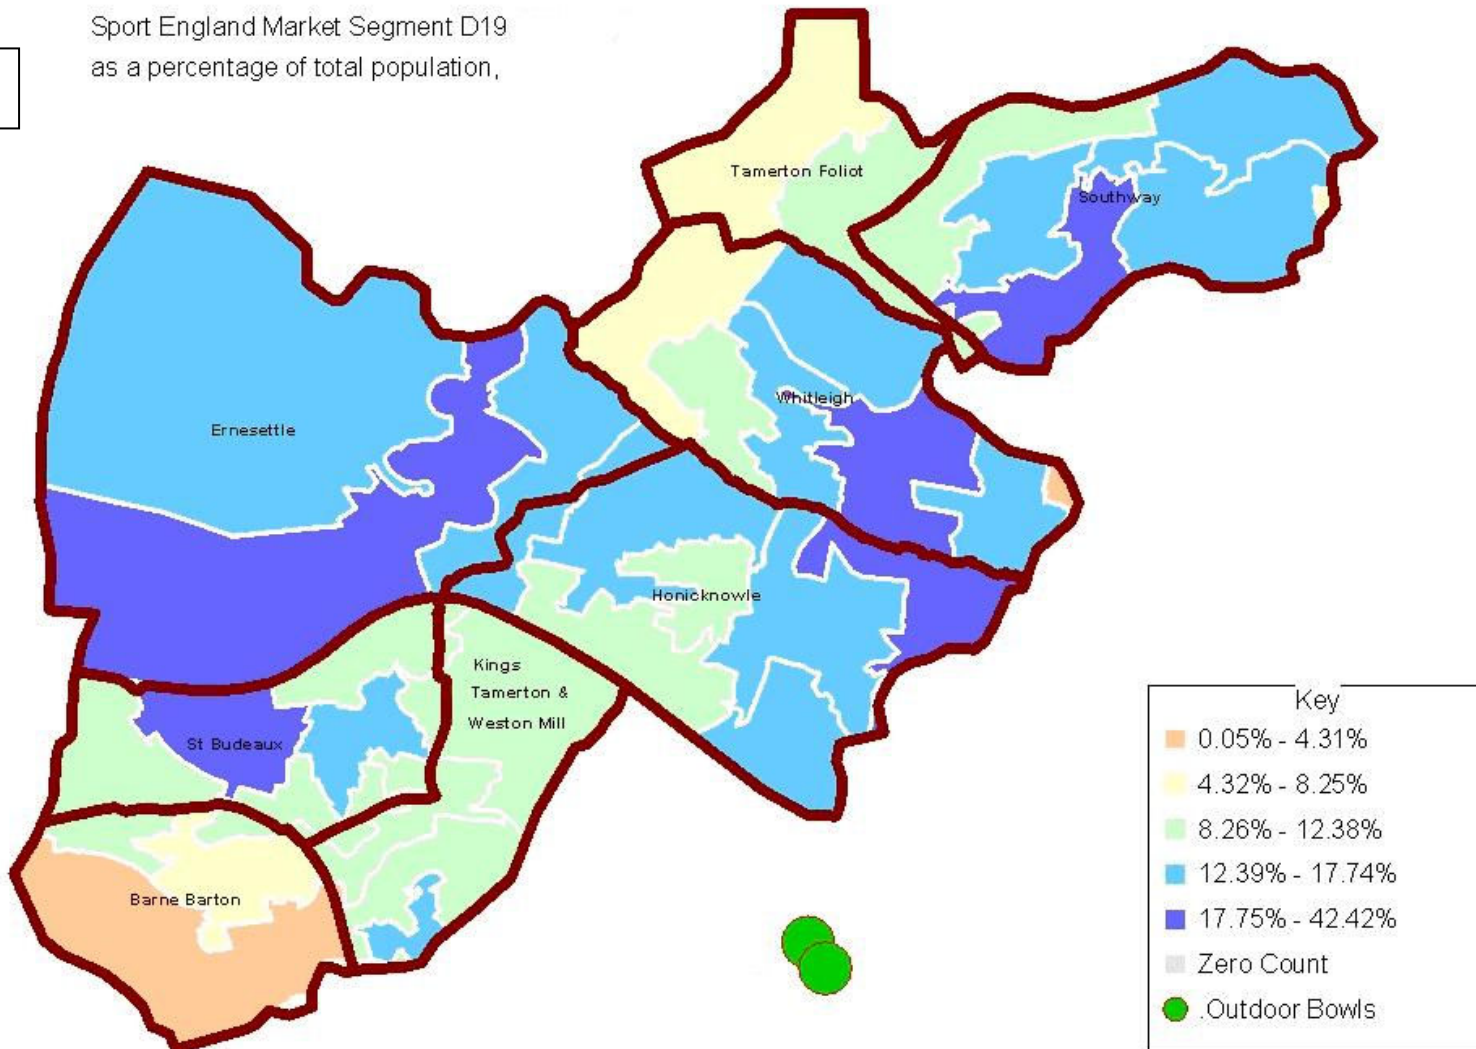 Sport England Market Segment D19
as a percentage of total population,
Tamerton Foliot
Southway
Whitleigh
Ernesettle
Honicknowle
Kings
Tamerton &
Weston Mill
St Budeaux
Barne Barton
Key
0.05% - 4.31%
4.32% - 8.25%
8.26% - 12.38%
12.39% - 17.74%
17.75% - 42.42%
Zero Count
.Outdoor Bowls